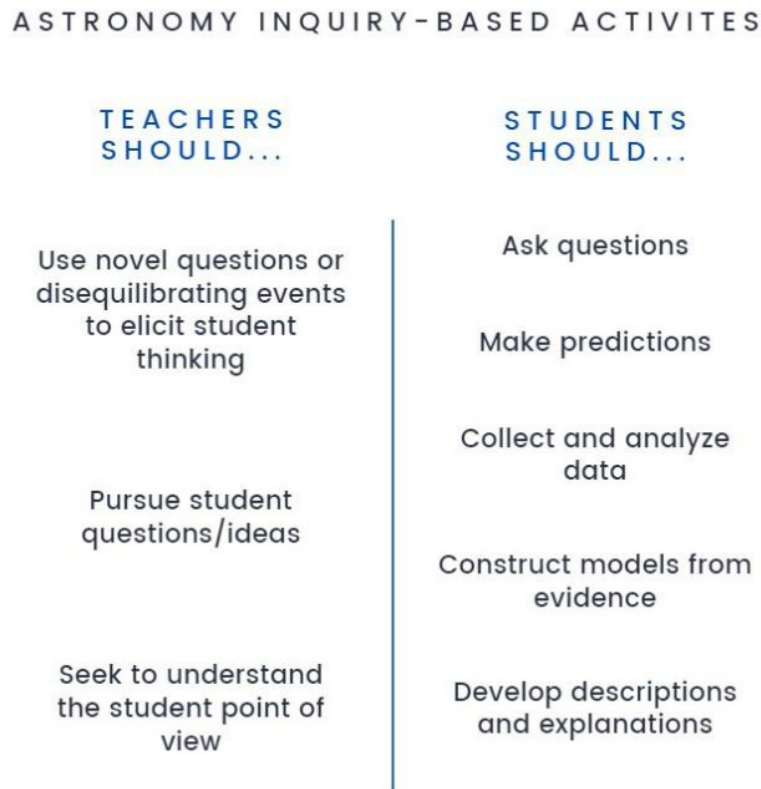 ASTRONOMY INQUIRY-BASED ACTIVITES
TEACHERS
SHOULD...
Use novel questions or
disequilibrating events
to elicit student
thinking
Pursue student
questions/ideas
Seek to understand
the student point of
view
STUDENTS
SHOULD...
Ask questions
Make predictions
Collect and analyze
data
Construct models from
evidence
Develop descriptions
and explanations